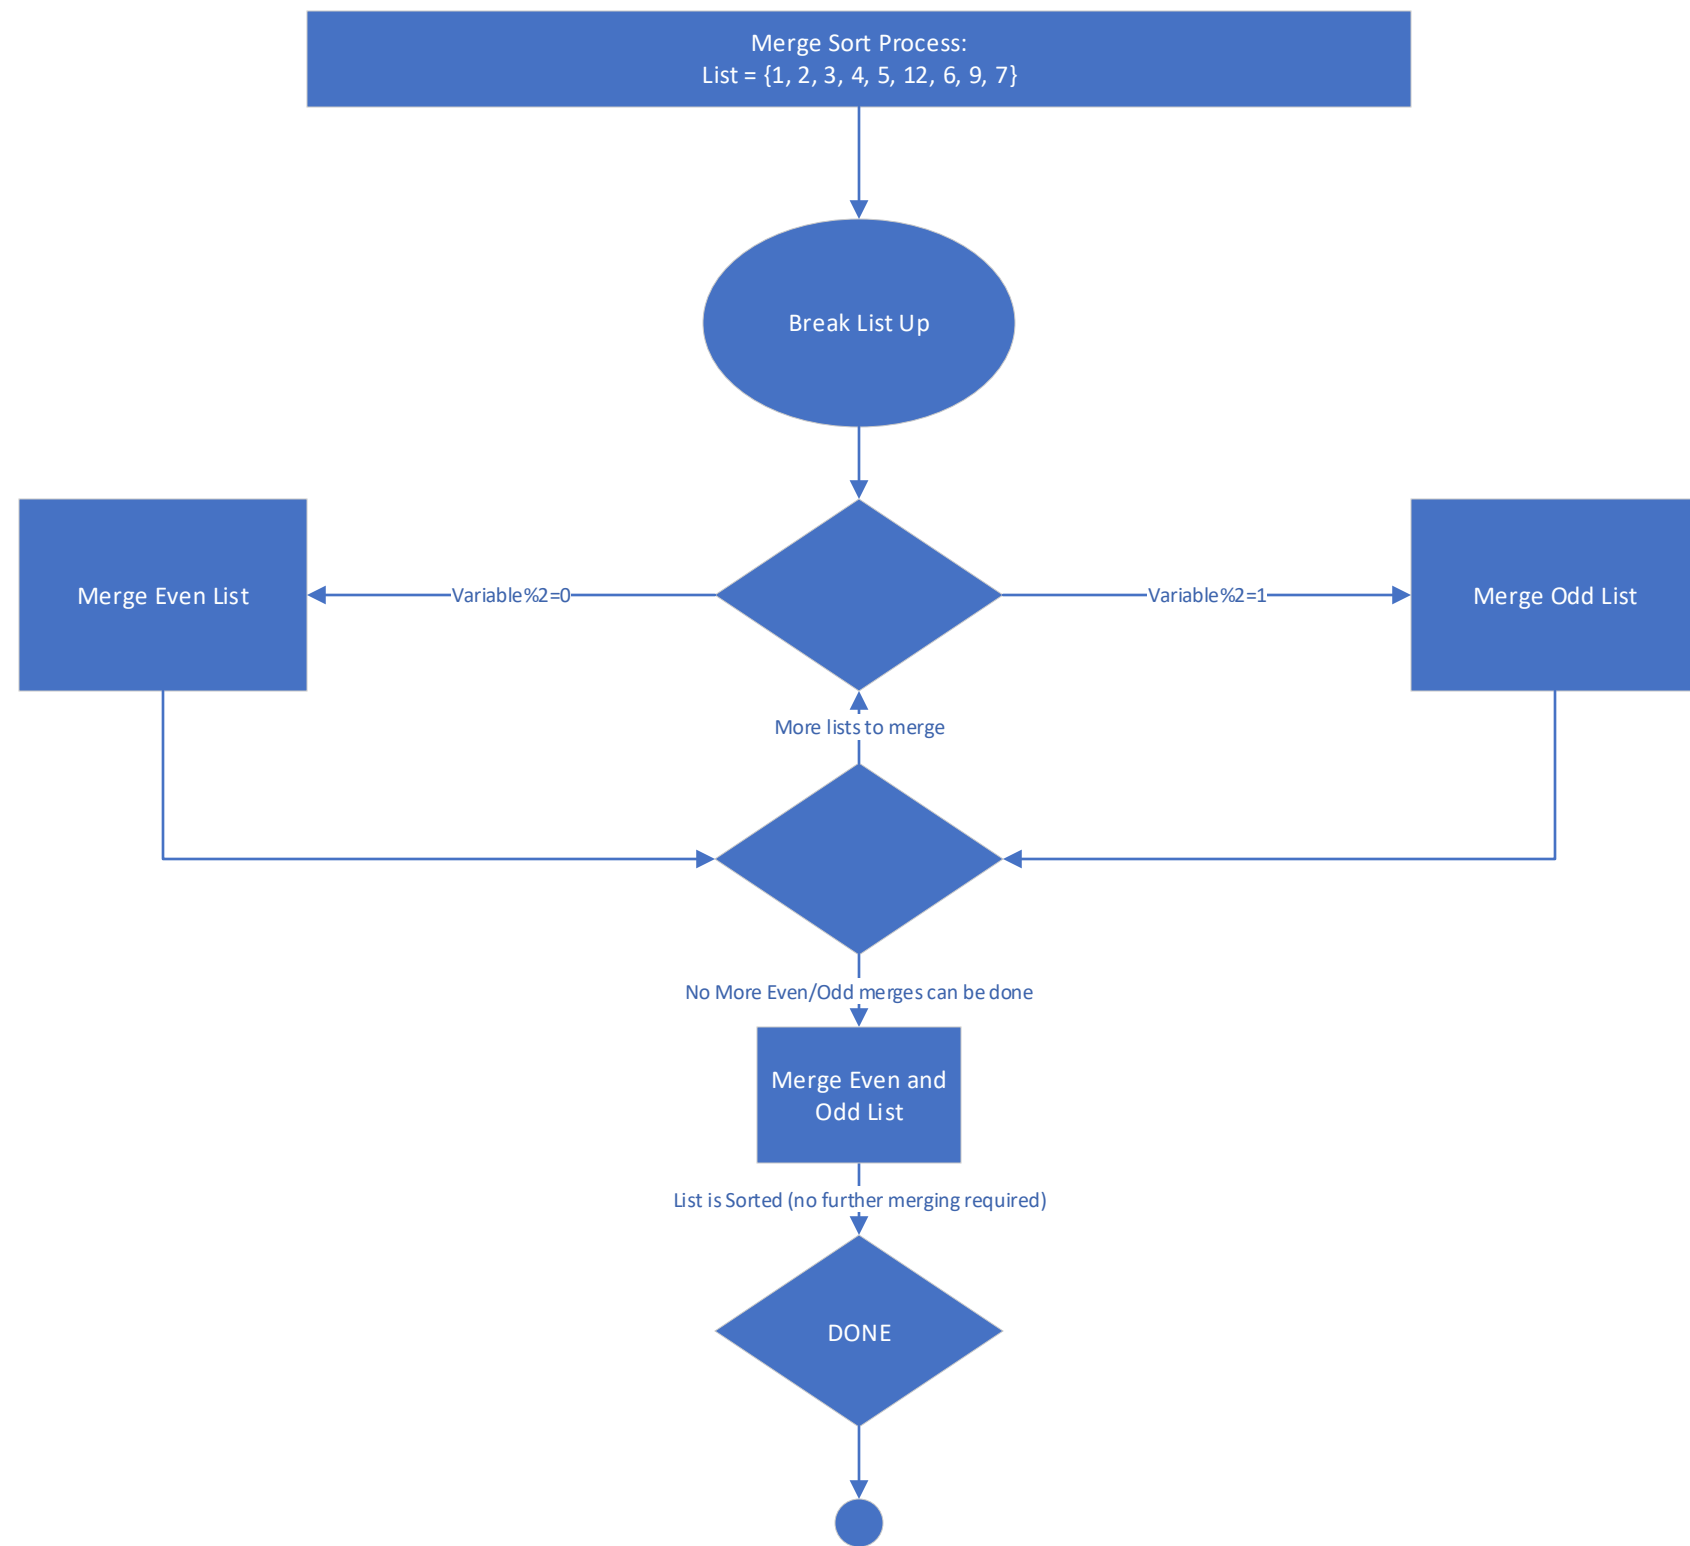 Merge Sort Process:
List = {1, 2, 3, 4, 5, 12, 6, 9, 7}
Break List Up
Merge Even List
Variable%2=0
Variable%2=1
Merge Odd List
More lists to merge
No More Even/Odd merges can be done
Merge Even and
Odd List
List is Sorted (no further merging required)
DONE